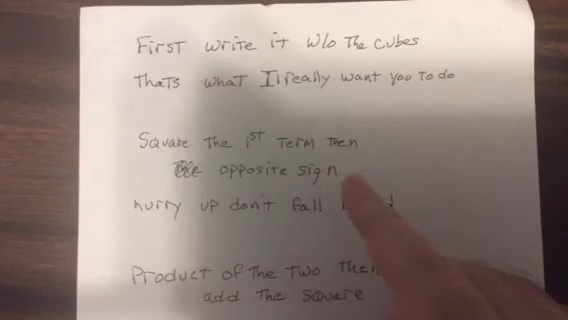 First write it w/o the cubes
Thats what I really want you to do
Square the 1st term then
opposite sign
hurry up don't fall
Product of the two
add the square